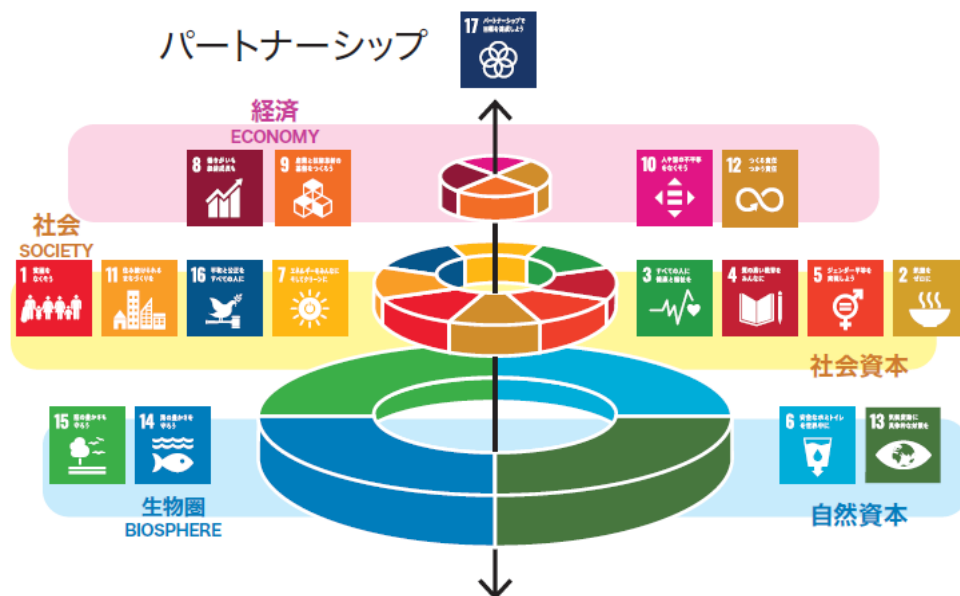 パートナーシップ
17 パートナーシップで
目標を達成しよう
経済
ECONOMY
8 働きがいも
経済成長も
9 産業と技術革新の
基盤をつくろう
10 人や国の不平等
をなくそう
12 つくる責任
つかう責任
社会
SOCIETY
1 貧困を
なくそう
11 住み続けられる
まちづくりを
16 平和と公正を
すべての人に
7 エネルギーをみんなに
そしてクリーンに
3 すべての人に
健康と福祉を
4 質の高い教育を
みんなに
5 ジェンダー平等を
実現しよう
2 飢餓を
ゼロに
社会資本
15 陸の豊かさも
守ろう
14 海の豊かさを
守ろう
6 安全な水とトイレ
を世界中に
13 気候変動に
具体的な対策を
生物圏
BIOSPHERE
自然資本